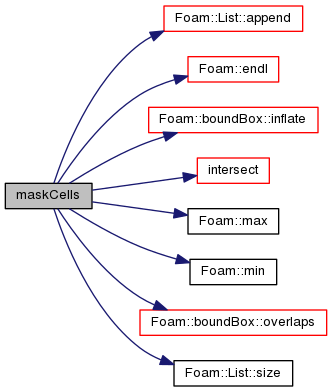 Foam::List::append
Foam::endl
Foam::boundBox::inflate
intersect
maskCells
Foam::max
Foam::min
Foam::boundBox::overlaps
Foam::List::size